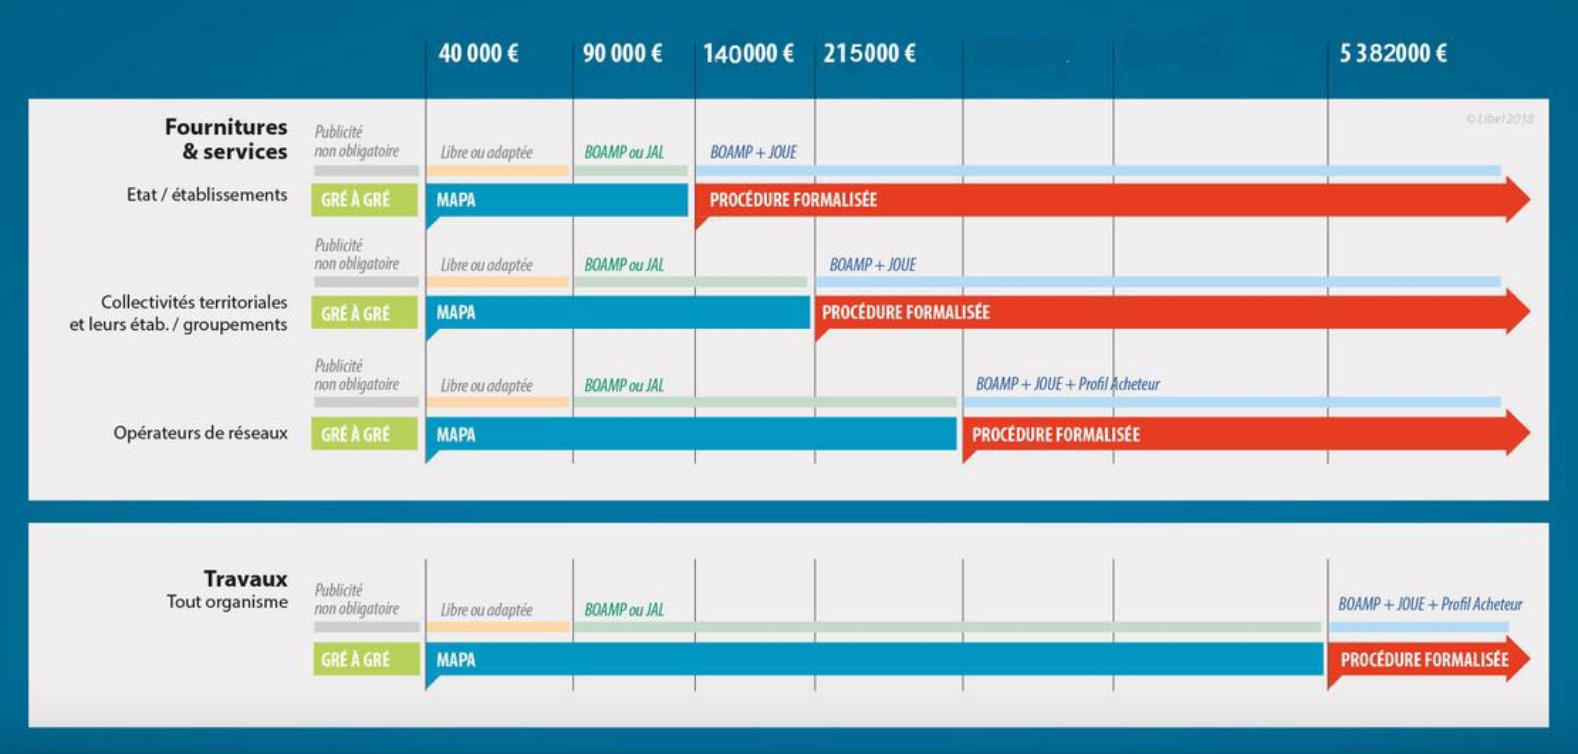 40 000 €
90 000 €
140000 €
215000 €
5 382000 €
© Libel 2018
Fournitures
& services
Publicité
non obligatoire
Libre ou adaptée
BOAMP ou JAL
BOAMP + JOUE
Etat / établissements
GRÉ À GRÉ
MAPA
PROCÉDURE FORMALISÉE
Publicité
non obligatoire
Libre ou adaptée
BOAMP ou JAL
BOAMP + JOUE
Collectivités territoriales
et leurs étab. / groupements
GRÉ À GRÉ
MAPA
PROCÉDURE FORMALISÉE
Publicité
non obligatoire
Libre ou adaptée
BOAMP ou JAL
BOAMP + JOUE + Profil Acheteur
Opérateurs de réseaux
GRÉ À GRÉ
MAPA
PROCÉDURE FORMALISÉE
Travaux
Tout organisme
Publicité
non obligatoire
Libre ou adaptée
BOAMP ou JAL
BOAMP + JOUE + Profil Acheteur
GRÉ À GRÉ
MAPA
PROCÉDURE FORMALISÉE